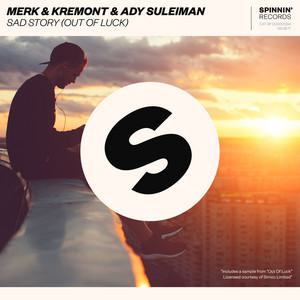 MERK & KREMONT & ADY SULEIMAN
SAD STORY (OUT OF LUCK)
SPINNIN'
RECORDS
"includes a sample from "Out Of Luck"
Licensed courtesy of Simco Limited"